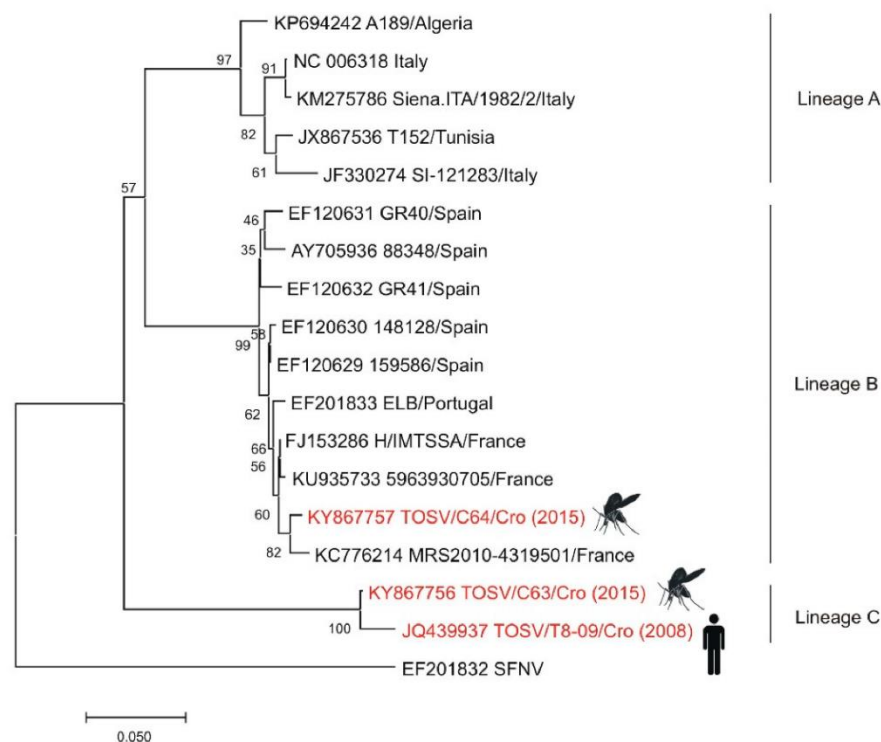 KP694242 A189/Algeria
97
91
NC 006318 Italy
KM275786 Siena.ITA/1982/2/Italy
Lineage A
82
JX867536 T152/Tunisia
61
JF330274 SI-121283/Italy
57
46
EF120631 GR40/Spain
35
AY705936 88348/Spain
EF120632 GR41/Spain
58
EF120630 148128/Spain
99
EF120629 159586/Spain
Lineage B
62
EF201833 ELB/Portugal
66
FJ153286 H/IMTSSA/France
56
KU935733 5963930705/France
60
KY867757 TOSV/C64/Cro (2015)
82
KC776214 MRS2010-4319501/France
KY867756 TOSV/C63/Cro (2015)
Lineage C
100
JQ439937 TOSV/T8-09/Cro (2008)
EF201832 SFNV
0.050